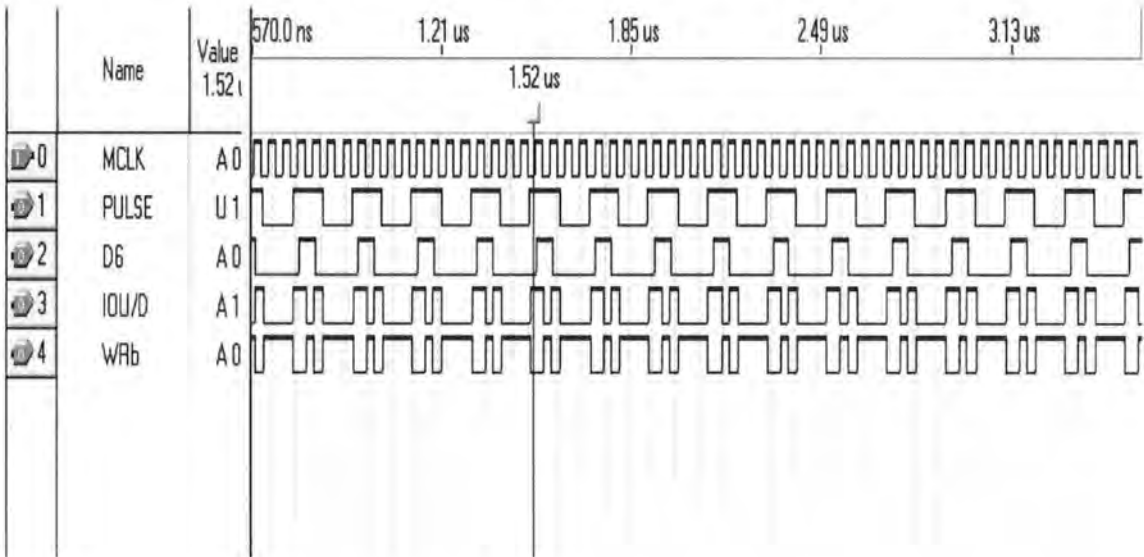 570.0 ns 1.21 us 1.85 us 2.49 us 3.13 us
Name Value
1.52 1.52 us
0 MCLK A 0
1 PULSE U 1
2 D6 A 0
3 IOU/D A 1
4 WRb A 0